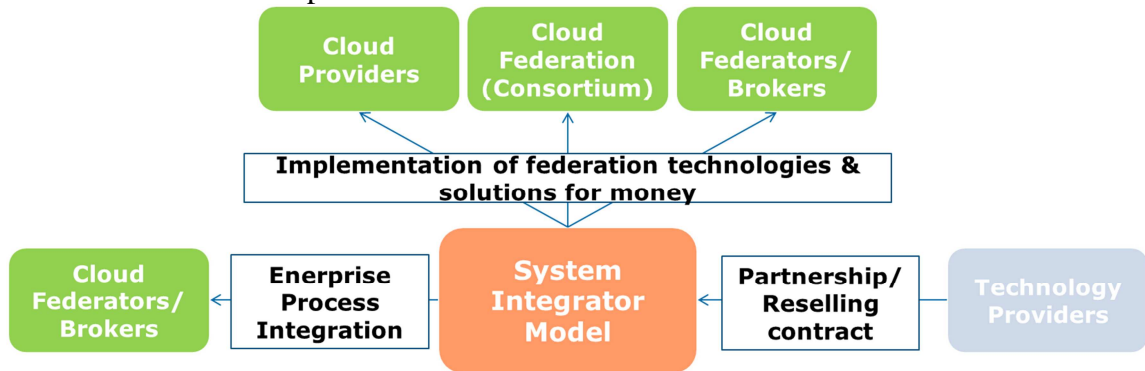 Cloud
Providers
Cloud
Federation
(Consortium)
Cloud
Federators/
Brokers
Implementation of federation technologies &
solutions for money
Cloud
Federators/
Brokers
Enerprise
Process
Integration
System
Integrator
Model
Partnership/
Reselling
contract
Technology
Providers